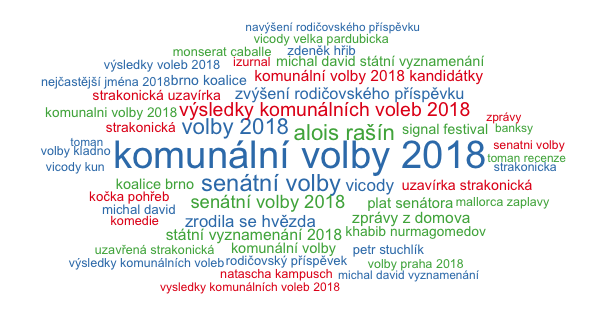 navýšení rodičovského příspěvku
vicody velka pardubicka
monserat caballe zdeněk hřib
výsledky voleb 2018 izurnal michal david státní vyznamenání
nejčastější jména 2018 brno koalice komunální volby 2018 kandidátky
strakonická uzavírka zvýšení rodičovského příspěvku
komunalni volby 2018 výsledky komunálních voleb 2018 zprávy
strakonická volby 2018 alois rašín signal festival banksy
toman senatni volby
volby kladno komunální volby 2018 toman recenze
vicody kun strakonicka
koalice brno senátní volby vicody uzavírka strakonická
kočka pohřeb senátní volby 2018 plat senátora mallorca zaplavy
michal david
komedie zrodila se hvězda zprávy z domova
státní vyznamenání 2018 khabib nurmagomedov
uzavřená strakonická komunální volby petr stuchlík
výsledky komunálních voleb rodičovský příspěvek volby praha 2018
natascha kampusch michal david vyznamenání
vysledky komunálních voleb 2018